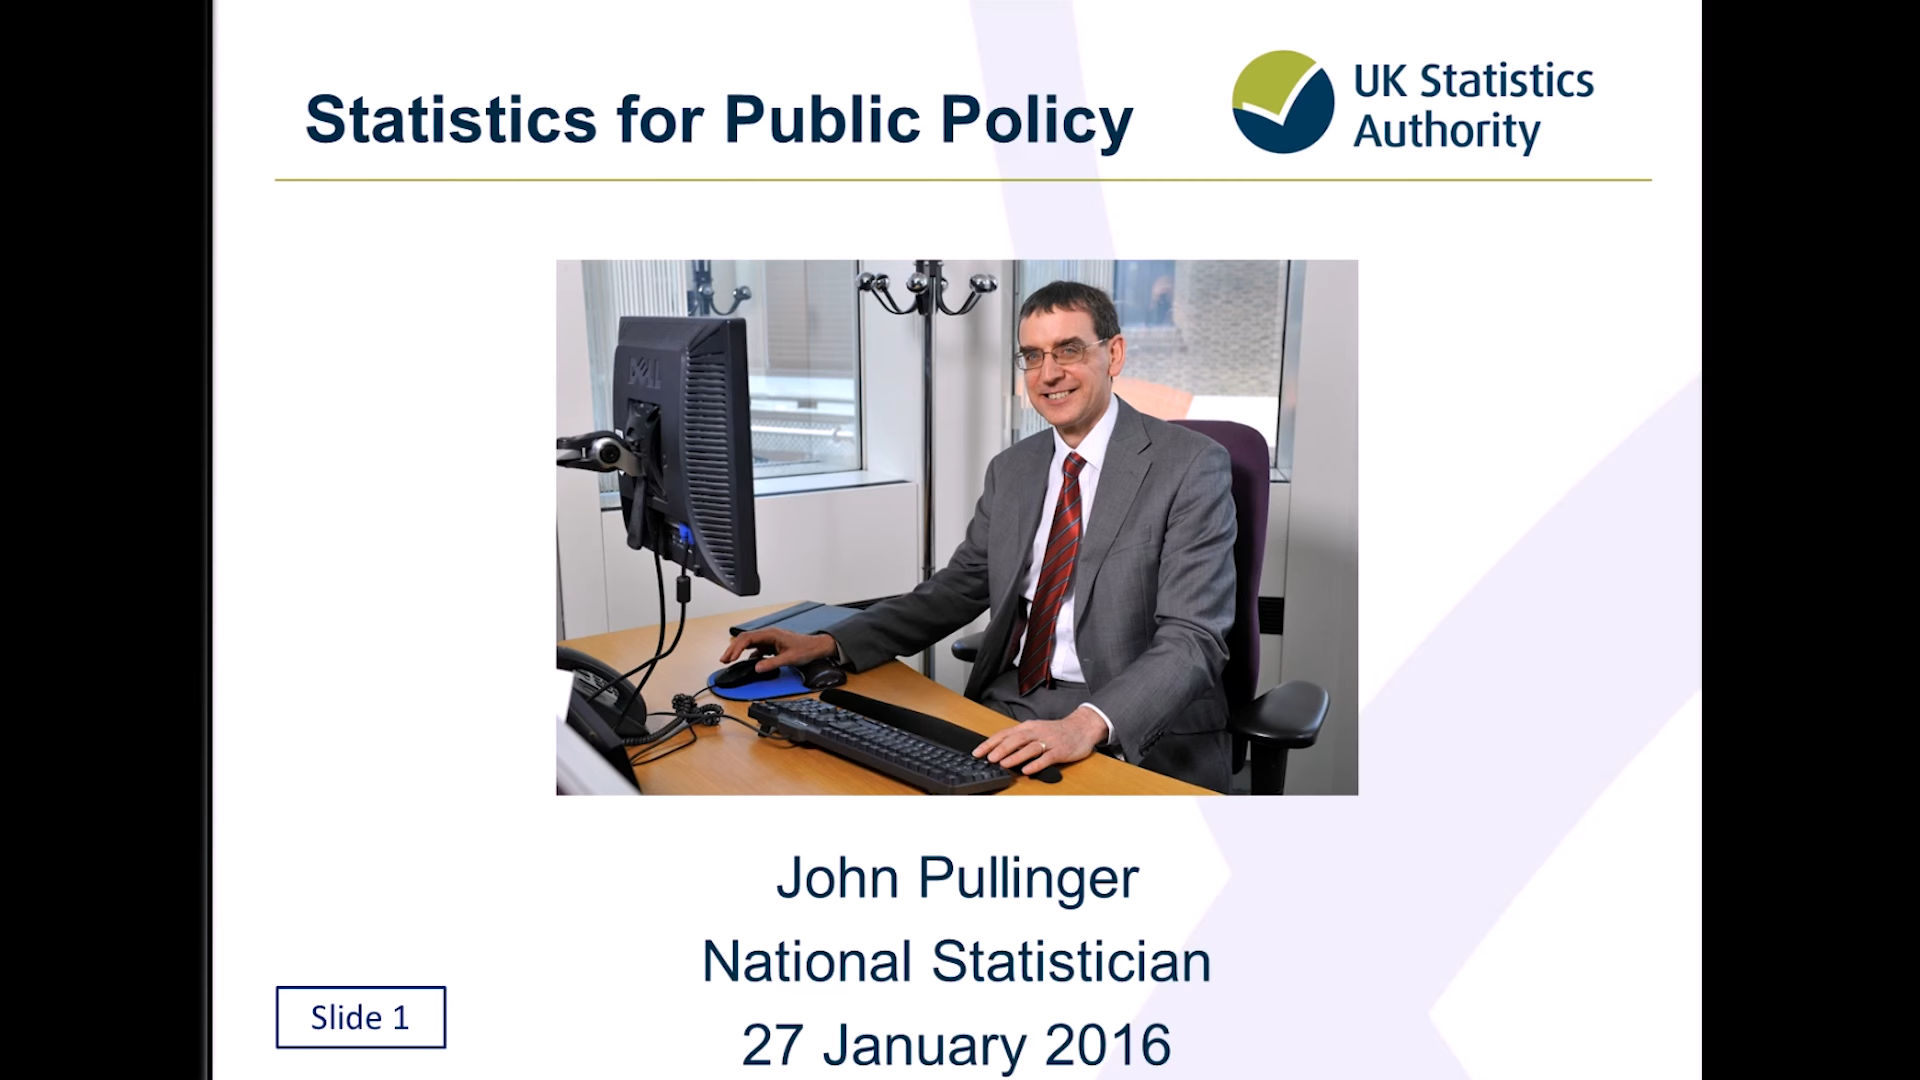 Statistics for Public Policy
UK Statistics
Authority
DELL
John Pullinger
National Statistician
27 January 2016
Slide 1